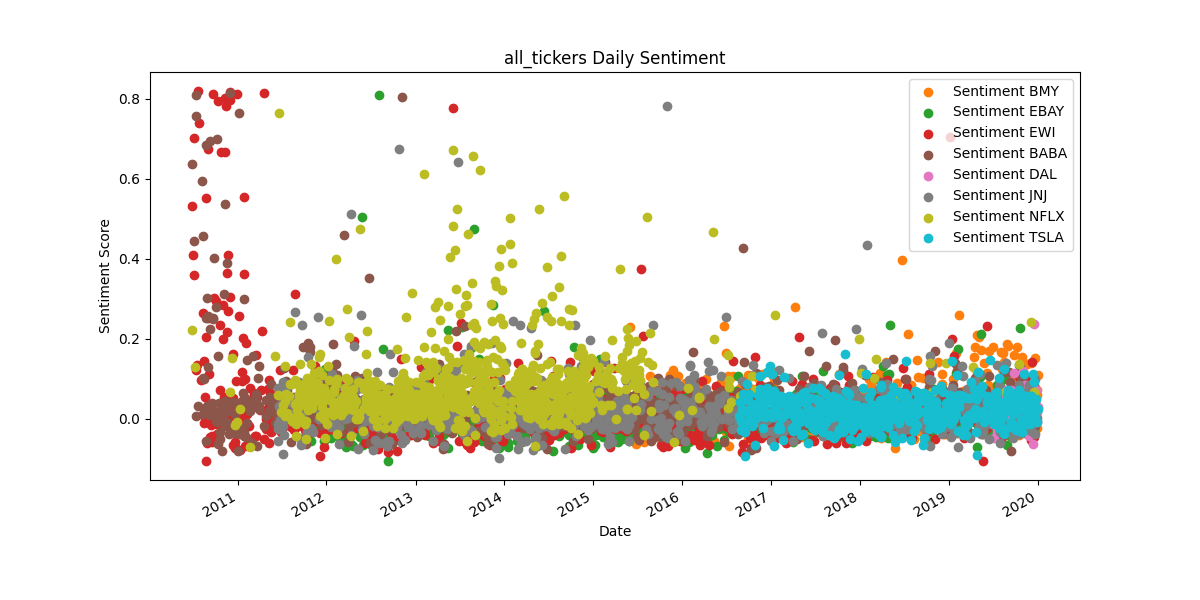 all_tickers Daily Sentiment
Sentiment Score
0.8
0.6
0.4
0.2
0.0
Sentiment BMY
Sentiment EBAY
Sentiment EWI
Sentiment BABA
Sentiment DAL
Sentiment JNJ
Sentiment NFLX
Sentiment TSLA
2011
2012
2013
2014
2015
2016
2017
2018
2019
2020
Date